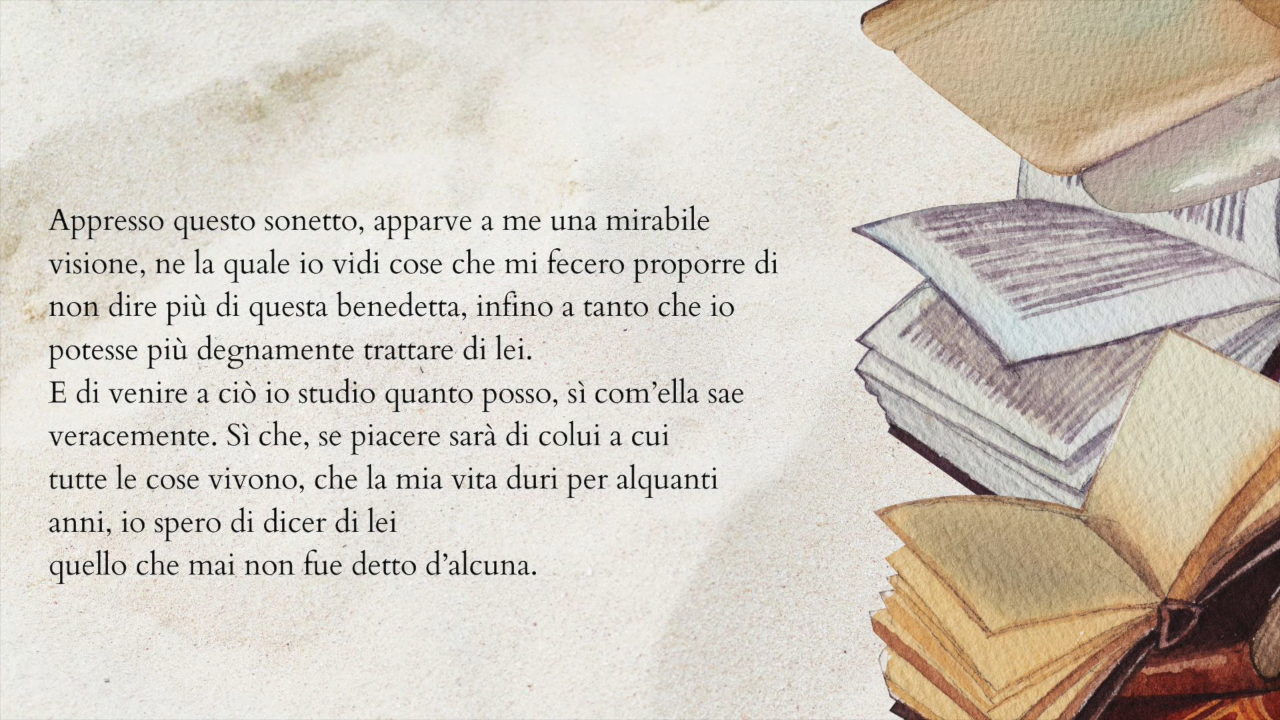 Appresso questo sonetto, apparve a me una mirabile
visione, ne la quale io vidi cose che mi fecero proporre di
non dire più di questa benedetta, infino a tanto che io
potesse più degnamente trattare di lei.
E di venire a ciò io studio quanto posso, sì com’ella sae
veracemente. Sì che, se piacere sarà di colui a cui
tutte le cose vivono, che la mia vita duri per alquanti
anni, io spero di dicer di lei
quello che mai non fue detto d’alcuna.